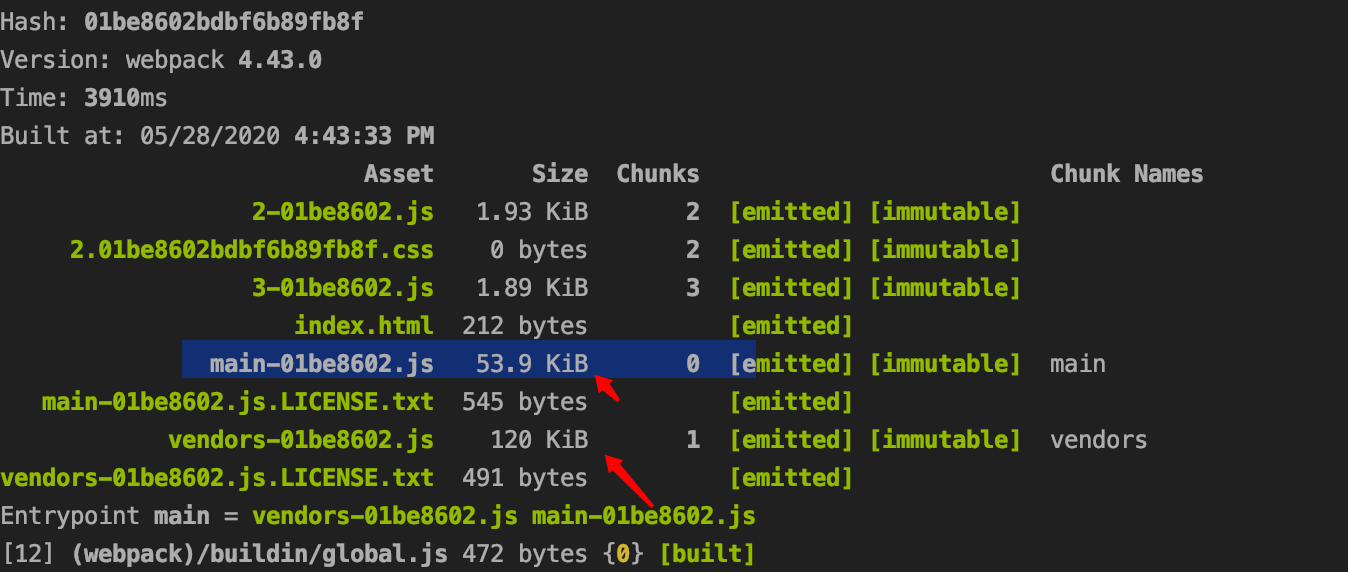 Hash: 01be8602bdbf6b89fb8f
Version: webpack 4.43.0
Time: 3910ms
Built at: 05/28/2020 4:43:33 PM
Asset Size Chunks Chunk Names
2-01be8602.js 1.93 KiB 2 [emitted] [immutable]
2.01be8602bdbf6b89fb8f.css 0 bytes 2 [emitted] [immutable]
3-01be8602.js 1.89 KiB 3 [emitted] [immutable]
index.html 212 bytes [emitted]
main-01be8602.js 53.9 KiB 0 [emitted] [immutable] main
main-01be8602.js.LICENSE.txt 545 bytes [emitted]
vendors-01be8602.js 120 KiB 1 [emitted] [immutable] vendors
vendors-01be8602.js.LICENSE.txt 491 bytes [emitted]
Entrypoint main = vendors-01be8602.js main-01be8602.js
[12] (webpack)/buildin/global.js 472 bytes {0} [built]